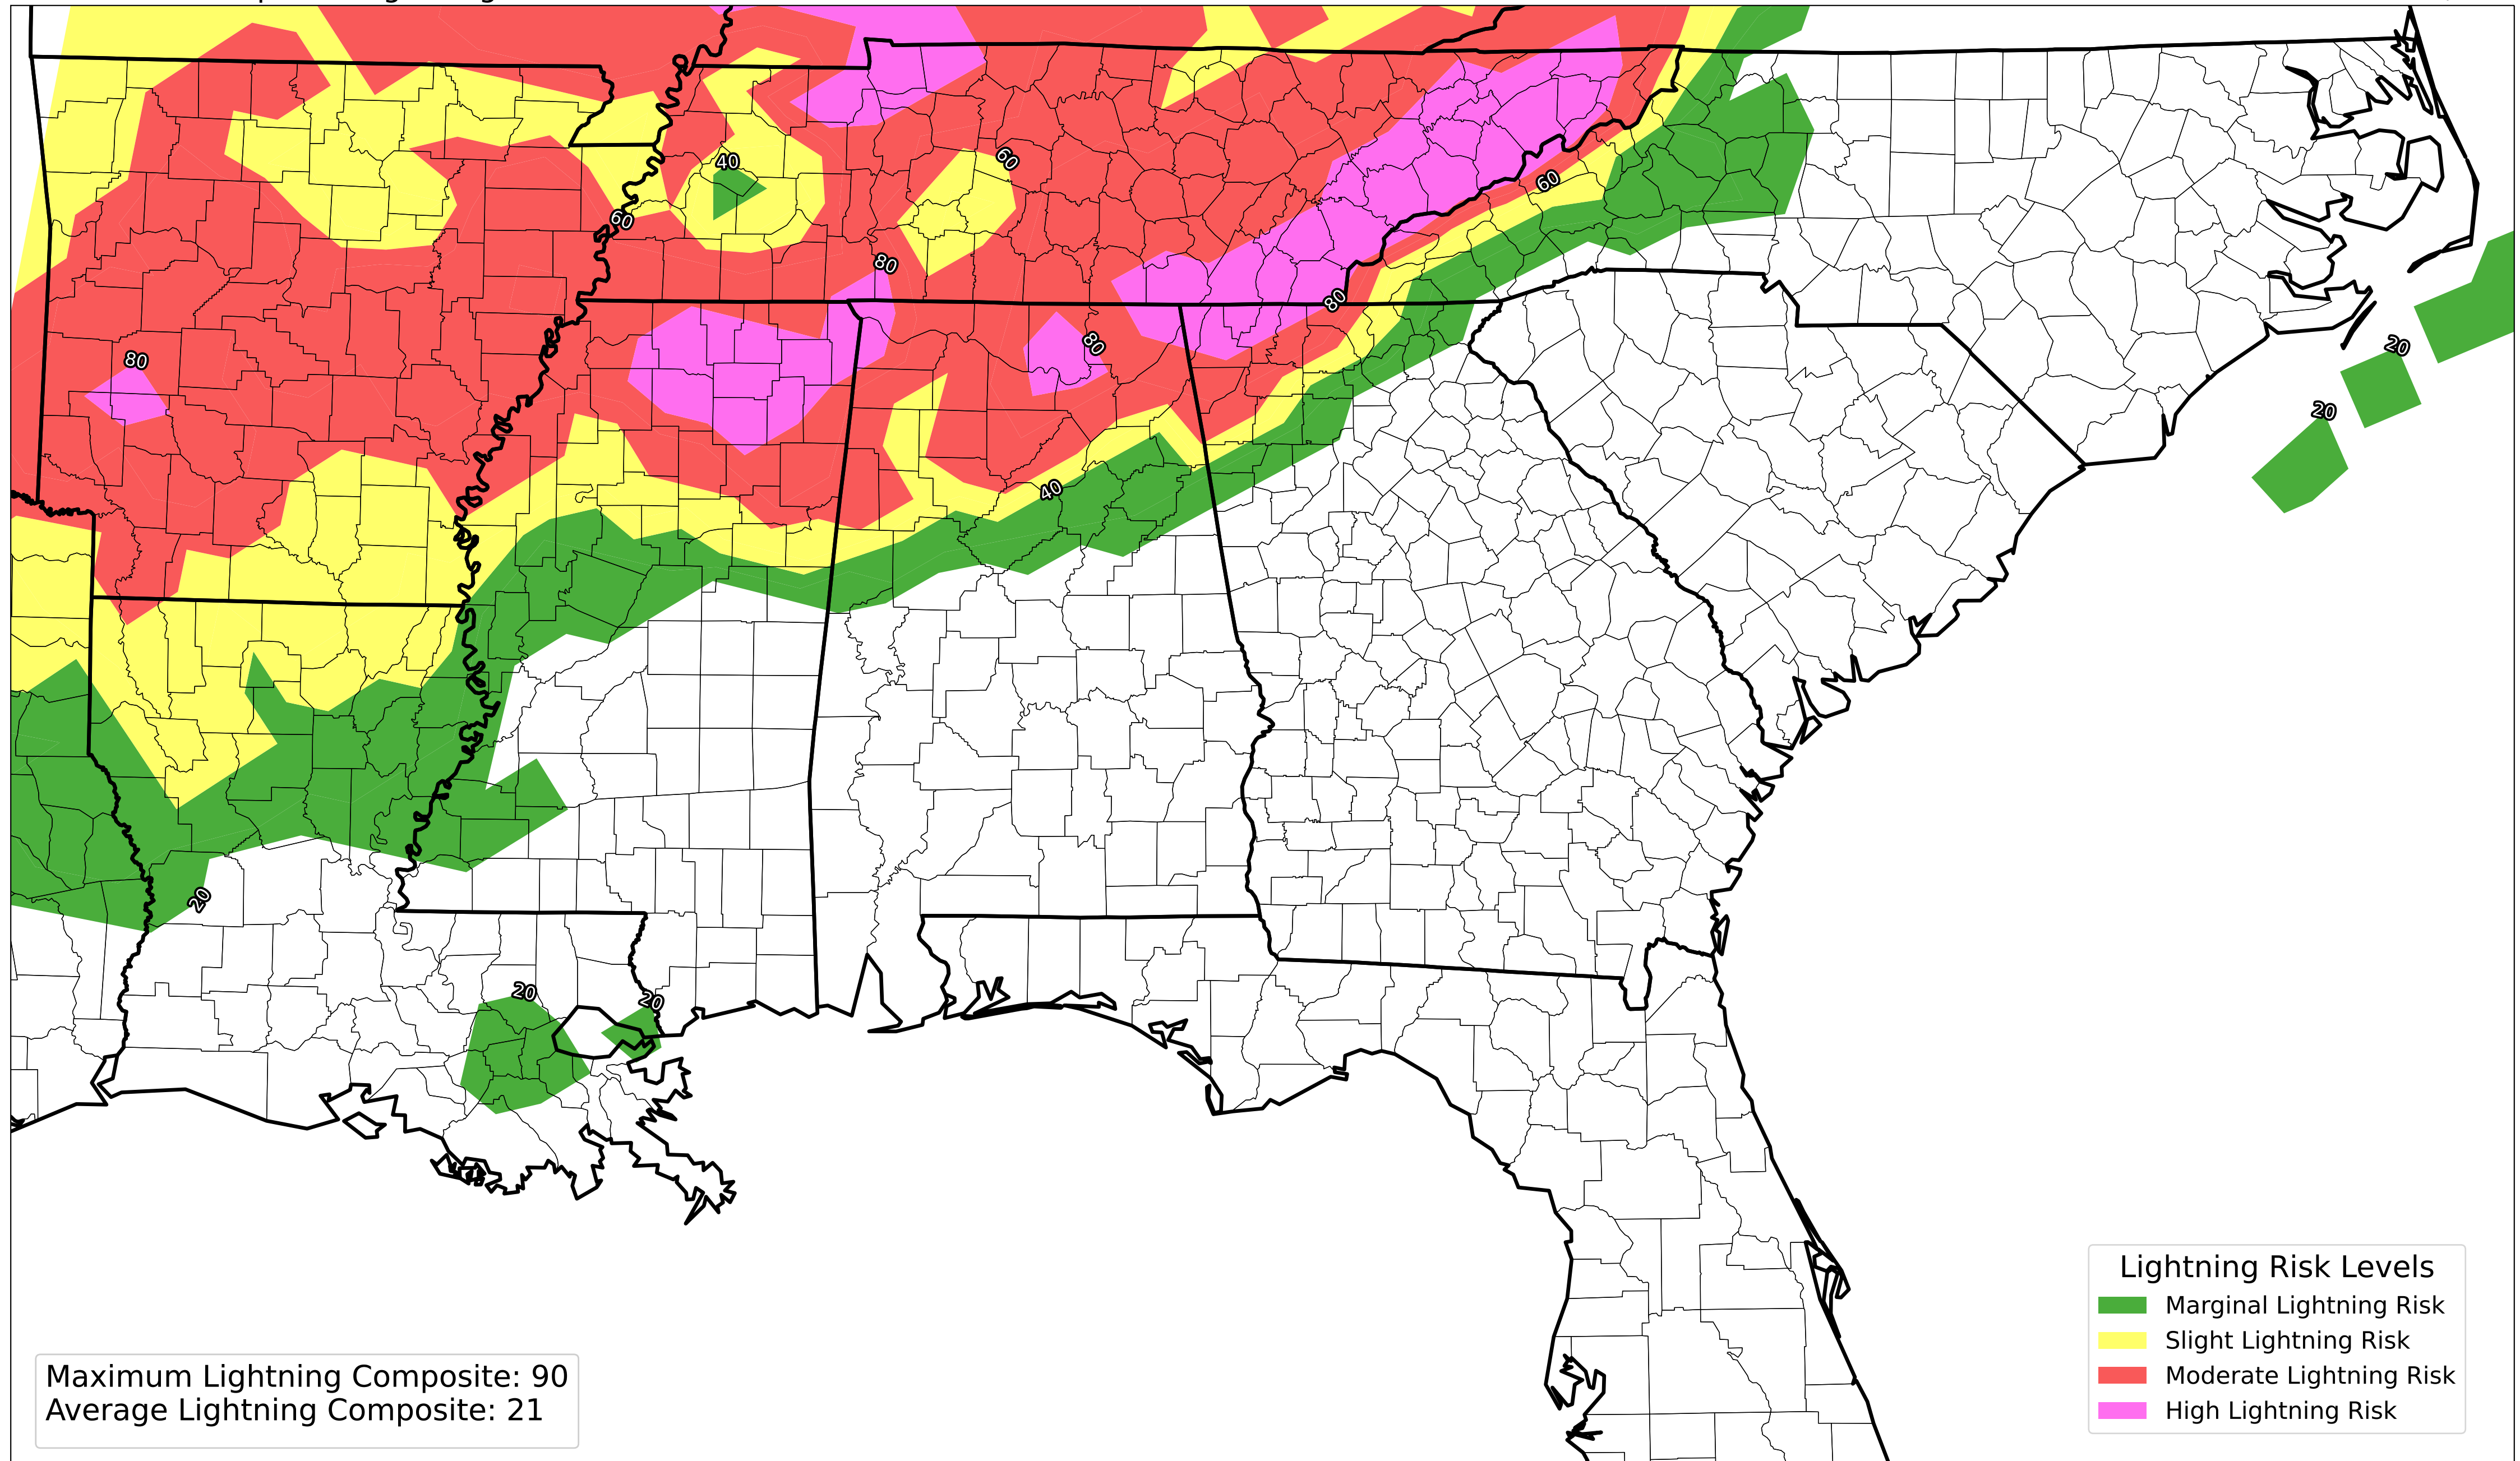 40
60
60
60
80
80
80
80
40
20
20
20
20
20
Lightning Risk Levels
Marginal Lightning Risk
Slight Lightning Risk
Moderate Lightning Risk
High Lightning Risk
Maximum Lightning Composite: 90
Average Lightning Composite: 21